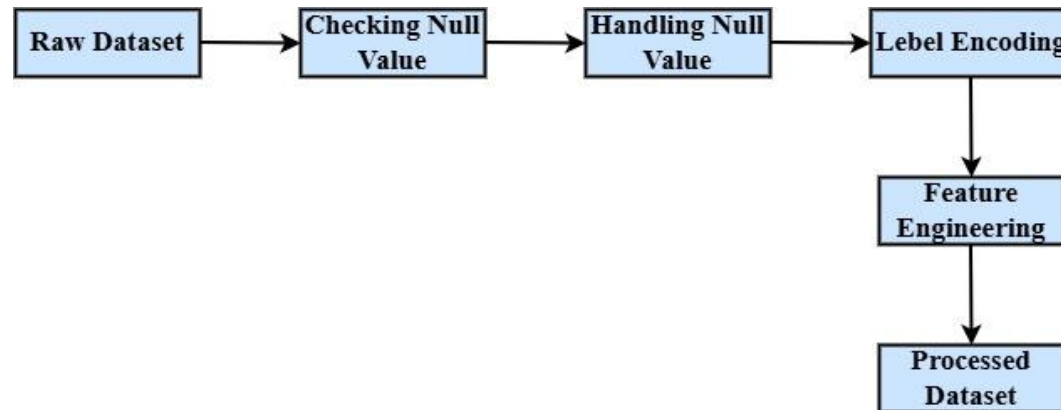 Raw Dataset
Checking Null
Value
Handling Null
Value
Lebel Encoding
Feature
Engineering
Processed
Dataset